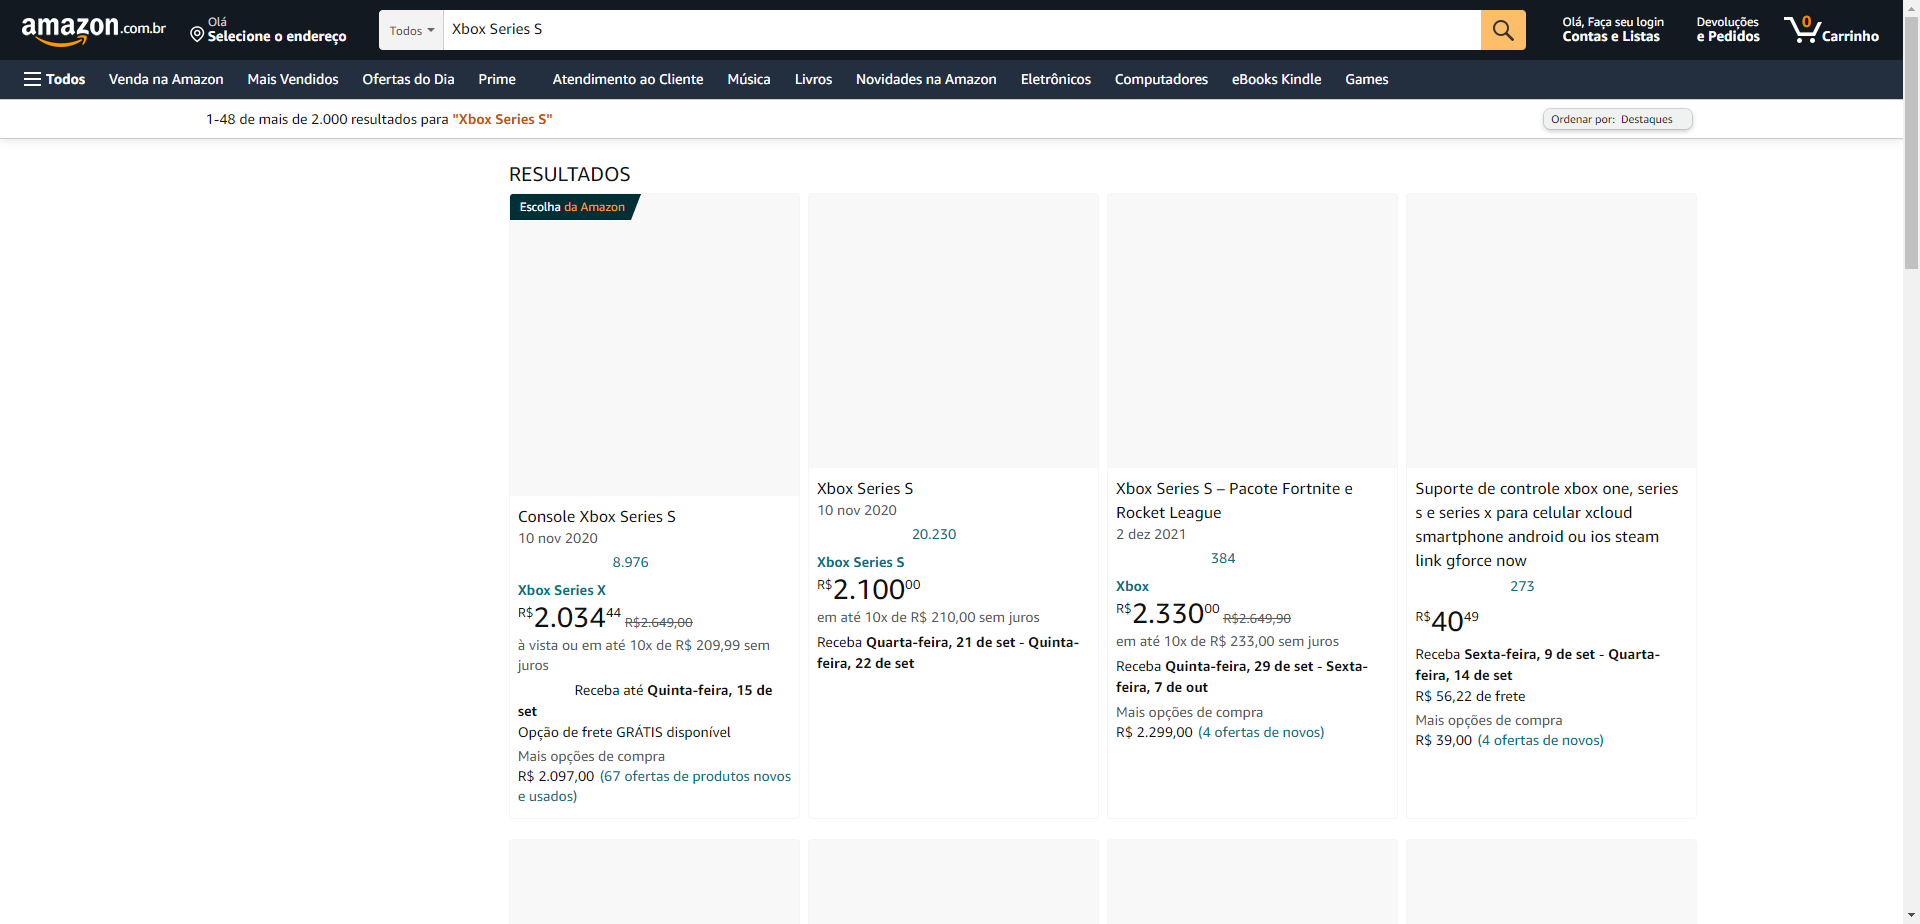 amazon.com.br
Olá
Selecione o endereço
Todos
Xbox Series S
Olá, Faça seu login
Contas e Listas
Devoluções
e Pedidos
0
Carrinho
Todos
Venda na Amazon
Mais Vendidos
Ofertas do Dia
Prime
Atendimento ao Cliente
Música
Livros
Novidades na Amazon
Eletrônicos
Computadores
eBooks Kindle
Games
1-48 de mais de 2.000 resultados para "Xbox Series S"
Ordenar por: Destaques
RESULTADOS
Escolha da Amazon
Console Xbox Series S
10 nov 2020
8.976
Xbox Series X
R$2.03444 R$2.649,00
à vista ou em até 10x de R$ 209,99 sem
juros
Receba até Quinta-feira, 15 de
set
Opção de frete GRÁTIS disponível
Mais opções de compra
R$ 2.097,00 (67 ofertas de produtos novos
e usados)
Xbox Series S
10 nov 2020
20.230
Xbox Series S
R$2.10000
em até 10x de R$ 210,00 sem juros
Receba Quarta-feira, 21 de set - Quinta-
feira, 22 de set
Xbox Series S – Pacote Fortnite e
Rocket League
2 dez 2021
384
Xbox
R$2.33000 R$2.649,90
em até 10x de R$ 233,00 sem juros
Receba Quinta-feira, 29 de set - Sexta-
feira, 7 de out
Mais opções de compra
R$ 2.299,00 (4 ofertas de novos)
Suporte de controle xbox one, series
s e series x para celular xcloud
smartphone android ou ios steam
link gforce now
273
R$4049
Receba Sexta-feira, 9 de set - Quarta-
feira, 14 de set
R$ 56,22 de frete
Mais opções de compra
R$ 39,00 (4 ofertas de novos)